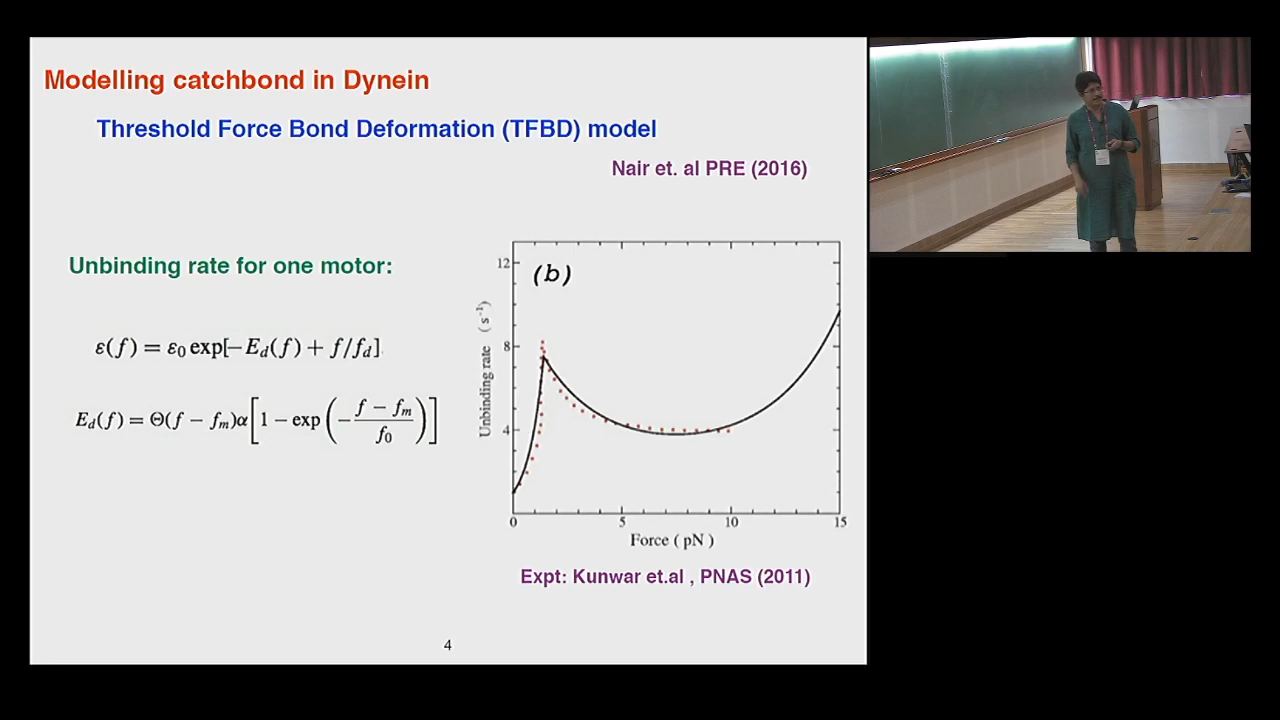 Modelling catchbond in Dynein
Threshold Force Bond Deformation (TFBD) model
Nair et. al PRE (2016)
Unbinding rate for one motor:
ε(f) = ε₀ exp[−E_d(f) + f/f_d]
E_d(f) = Θ(f − f_m)α[1 − exp(−(f − f_m)/f₀)]
(b)
12
8
4
Unbinding rate (s⁻¹)
0 5 10 15
Force ( pN )
Expt: Kunwar et.al , PNAS (2011)
4